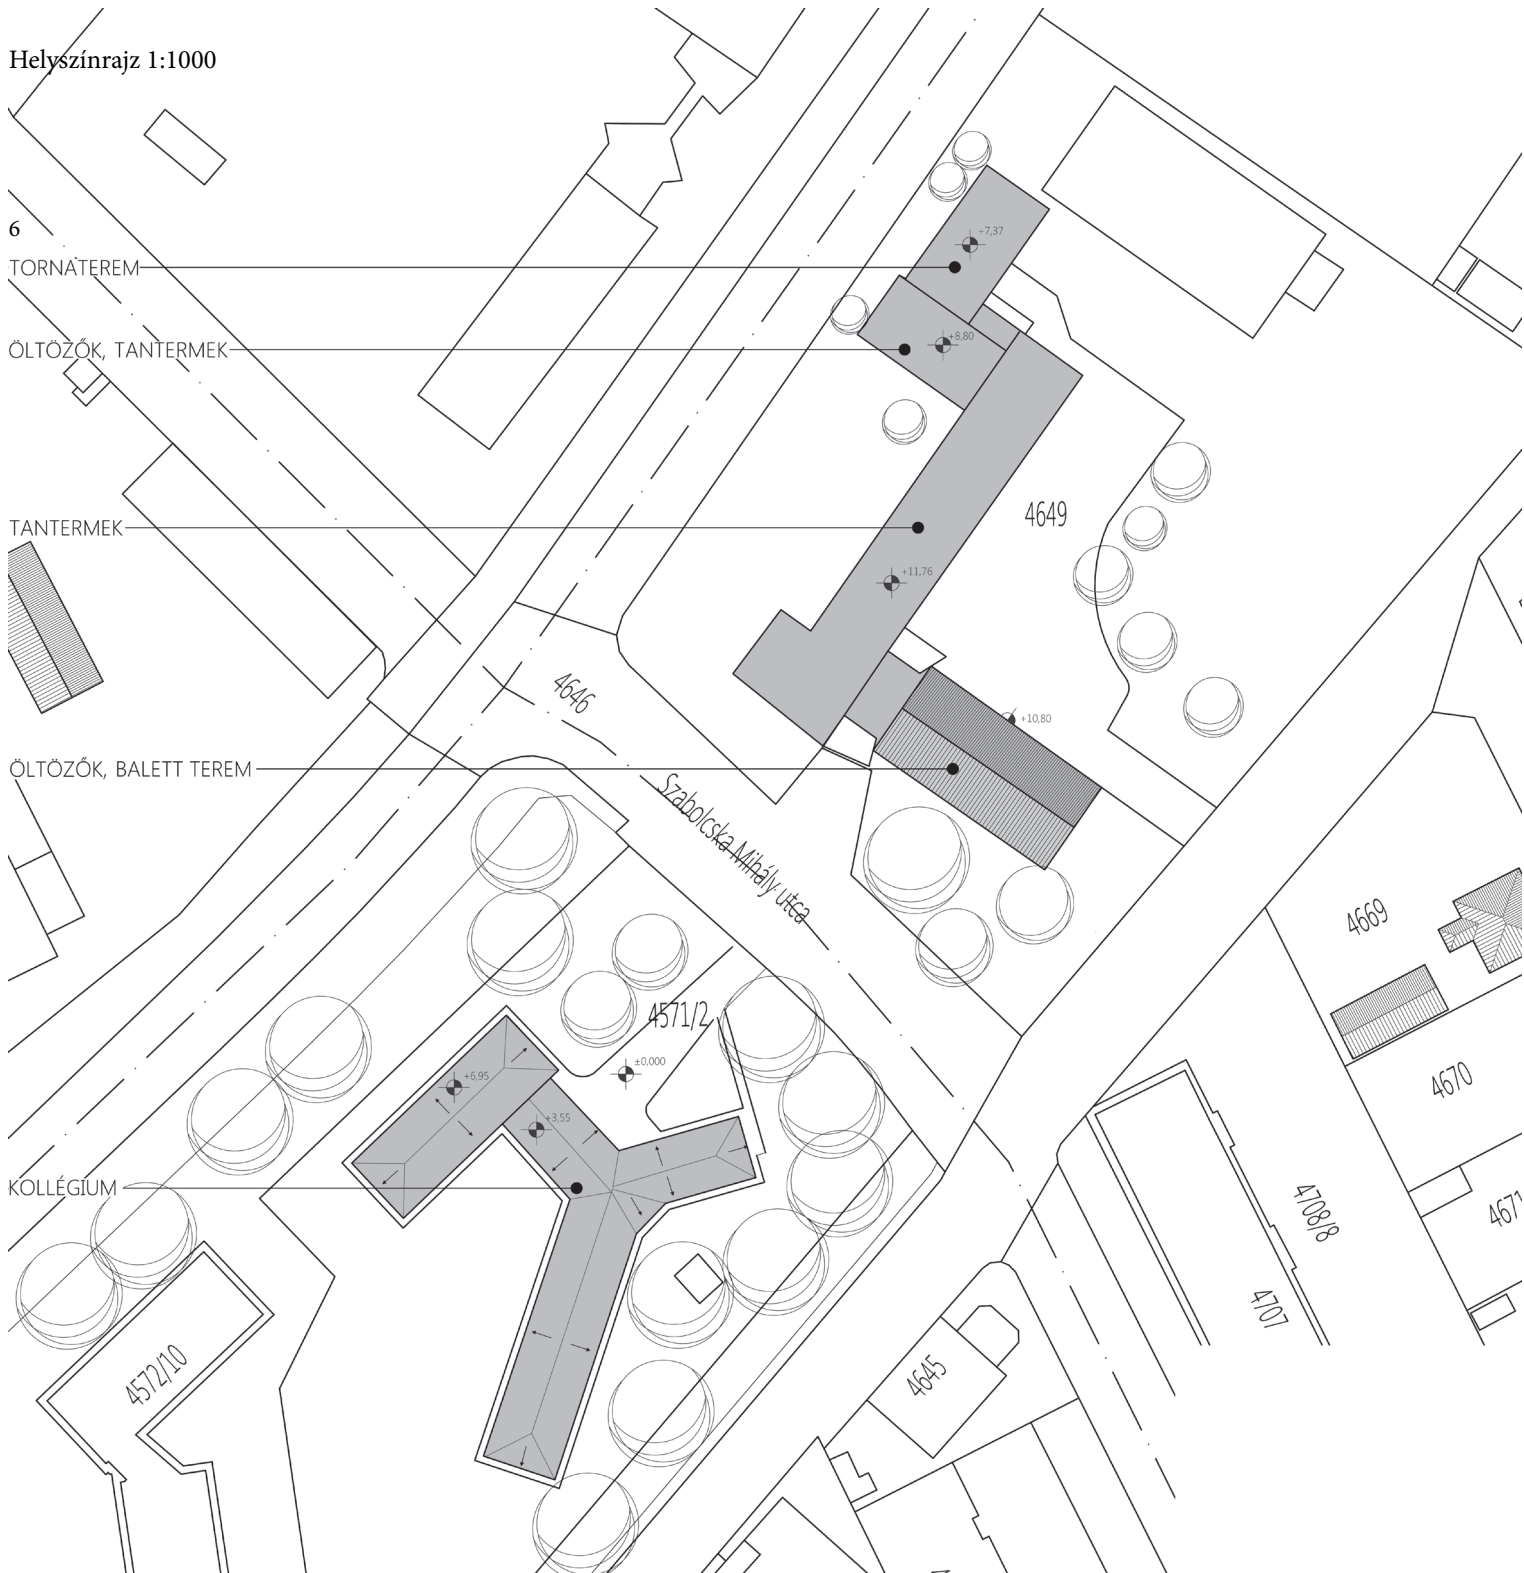 Helyszínrajz 1:1000
+7,37
6
TORNATEREM
ÖLTÖZŐK, TANTERMEK
+8,80
TANTERMEK
4649
+11,76
4646
+10,80
ÖLTÖZŐK, BALETT TEREM
Szabolcska Mihály utca
4669
4571/2
±0,000
+6,95
4670
+3,55
KOLLÉGIUM
4708/8
4671
4707
4572/10
4645